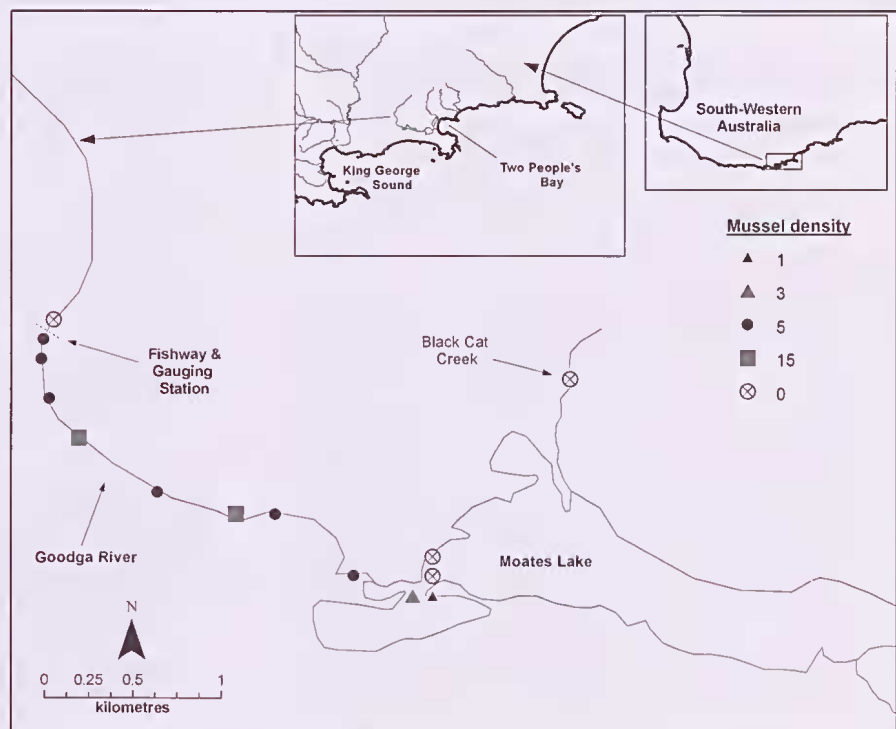 South-Western
Australia
King George
Sound
Two People's
Bay
Mussel density
1
3
5
15
0
Fishway &
Gauging
Station
Black Cat
Creek
Goodga River
Moates Lake
N
0 0.25 0.5 1
kilometres